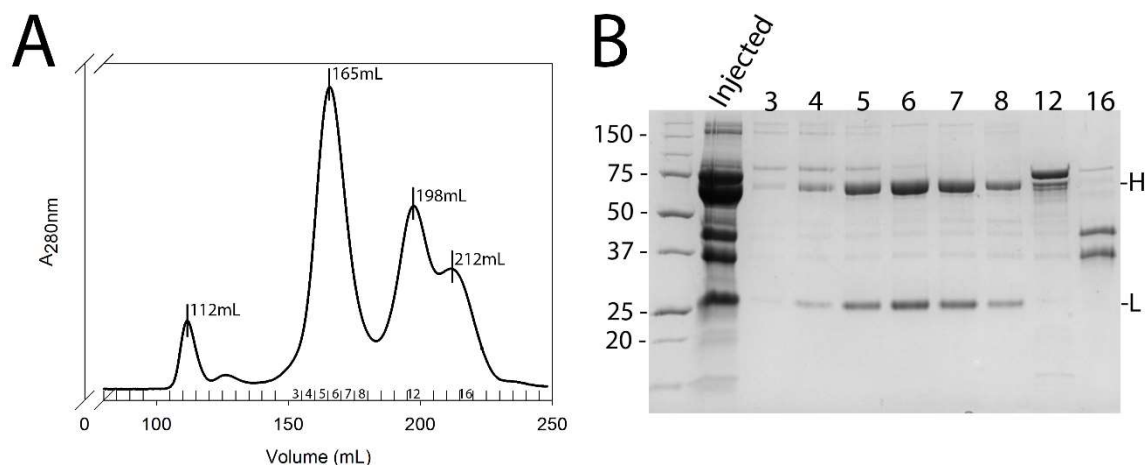 A
165mL
198mL
212mL
112mL
A280nm
3 4 5 6 7 8 12 16
0 100 150 200 250
Volume (mL)
B
Injected 3 4 5 6 7 8 12 16
150 -
75 - -H
50 -
37 -
25 - -L
20 -